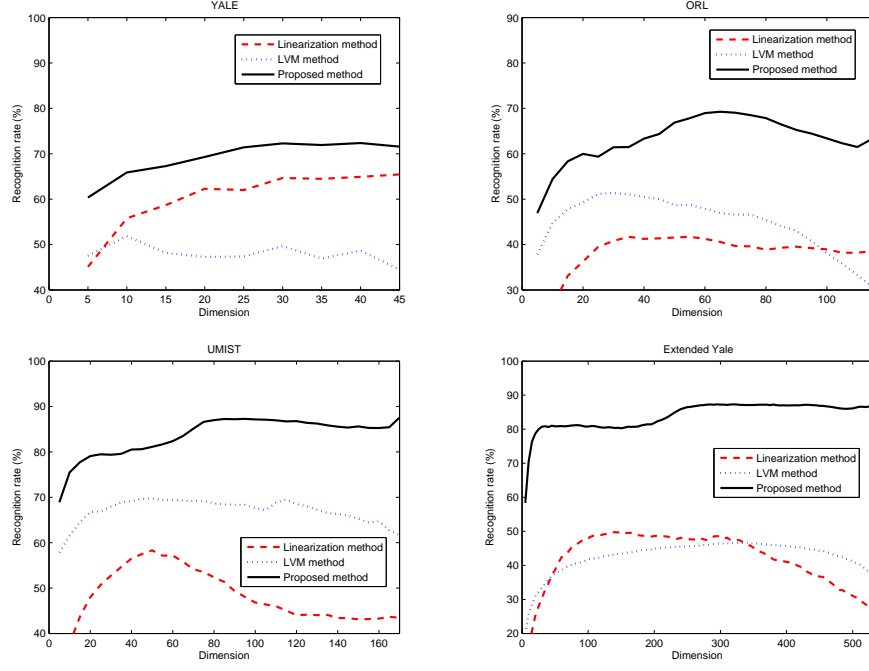 YALE
100
90
80
70
60
50
40
0 5 10 15 20 25 30 35 40 45
Recognition rate (%)
Dimension
Linearization method
LVM method
Proposed method
ORL
90
80
70
60
50
40
30
0 20 40 60 80 100
Recognition rate (%)
Dimension
Linearization method
LVM method
Proposed method
UMIST
100
90
80
70
60
50
40
0 20 40 60 80 100 120 140 160
Recognition rate (%)
Dimension
Linearization method
LVM method
Proposed method
Extended Yale
100
90
80
70
60
50
40
30
20
0 100 200 300 400 500
Recognition rate (%)
Dimension
Linearization method
LVM method
Proposed method